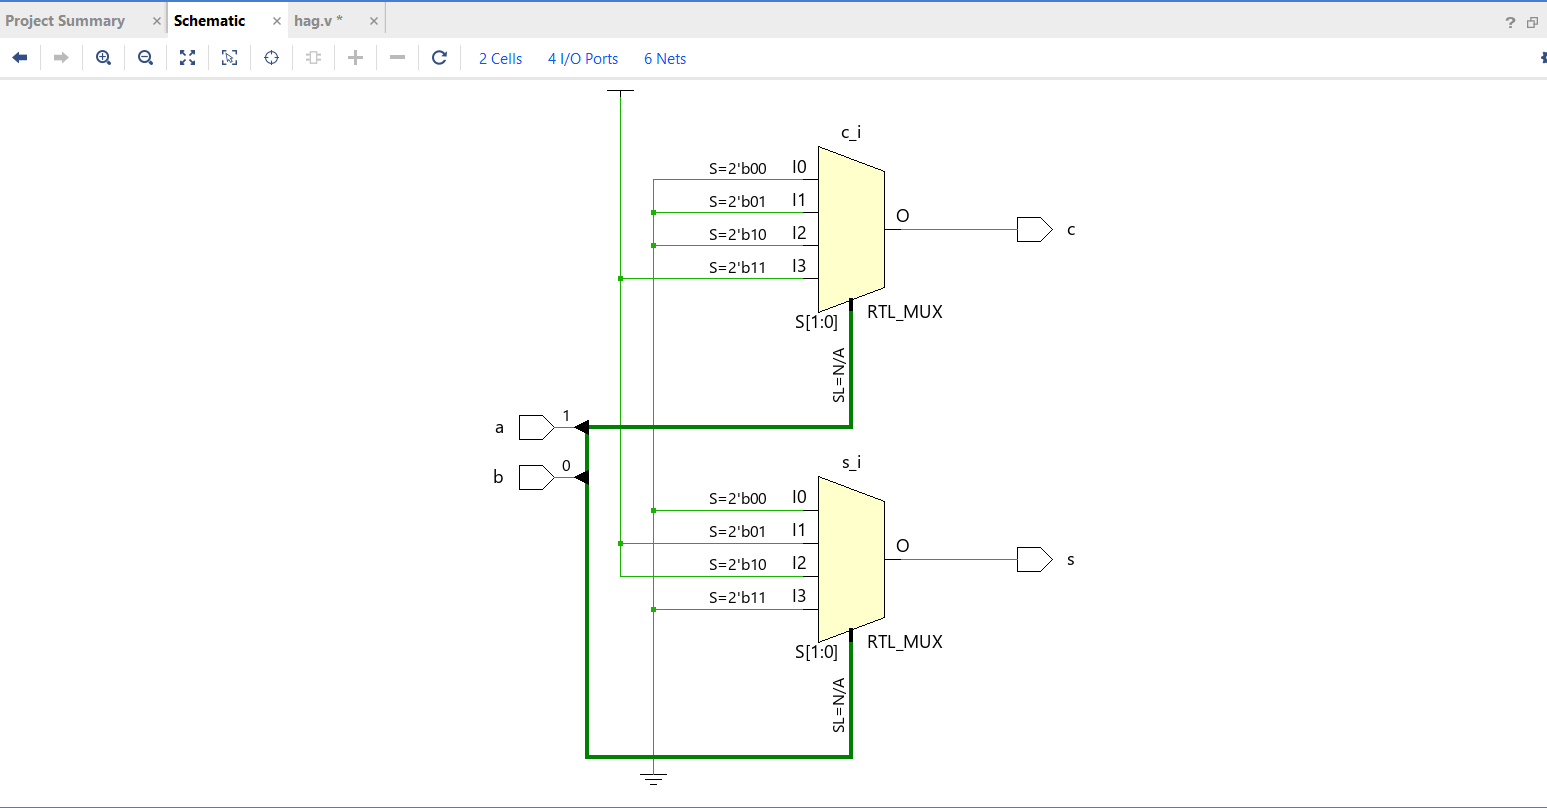 Project Summary × Schematic × hag.v * ×
?
2 Cells 4 I/O Ports 6 Nets
c_i
S=2'b00 I0
S=2'b01 I1
O
c
S=2'b10 I2
S=2'b11 I3
RTL_MUX
S[1:0]
SL=N/A
a 1
b 0
s_i
S=2'b00 I0
S=2'b01 I1
O
s
S=2'b10 I2
S=2'b11 I3
RTL_MUX
S[1:0]
SL=N/A